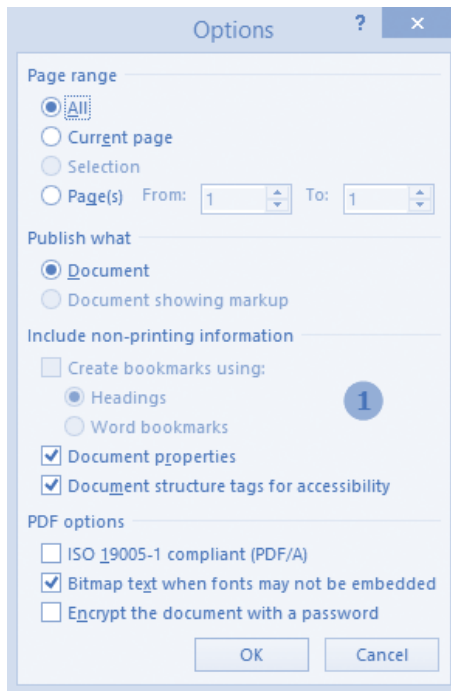 Options ? ×
Page range
All
Current page
Selection
Page(s) From: 1 To: 1
Publish what
Document
Document showing markup
Include non-printing information
Create bookmarks using:
Headings
1
Word bookmarks
Document properties
Document structure tags for accessibility
PDF options
ISO 19005-1 compliant (PDF/A)
Bitmap text when fonts may not be embedded
Encrypt the document with a password
OK Cancel